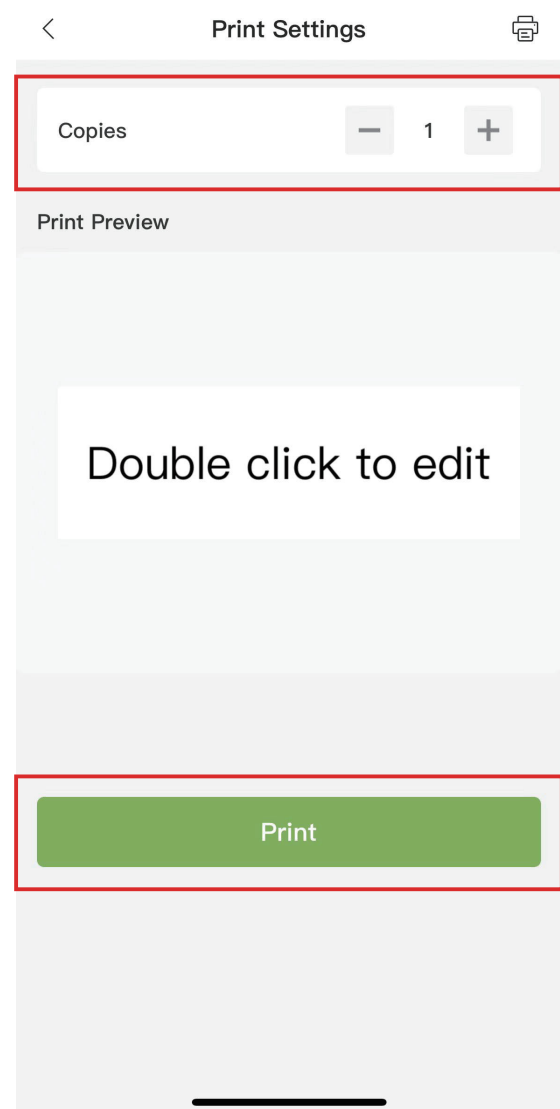 Print Settings
Copies 1
Print Preview
Double click to edit
Print